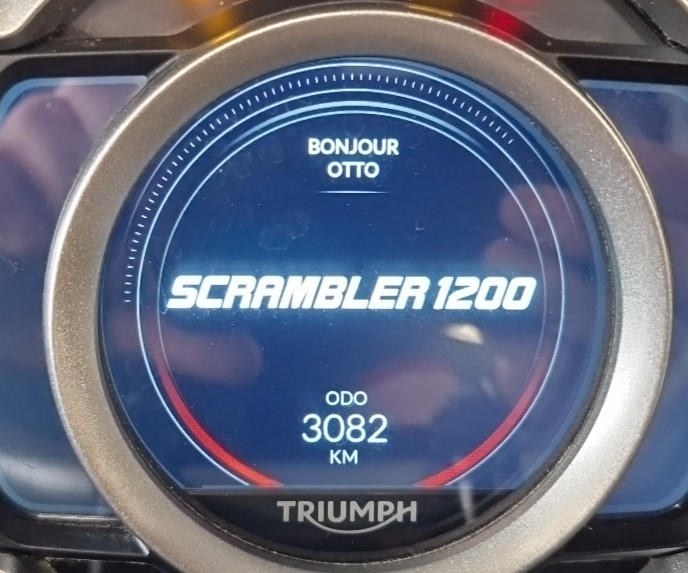 BONJOUR
OTTO
SCRAMBLER 1200
ODO
3082
KM
TRIUMPH